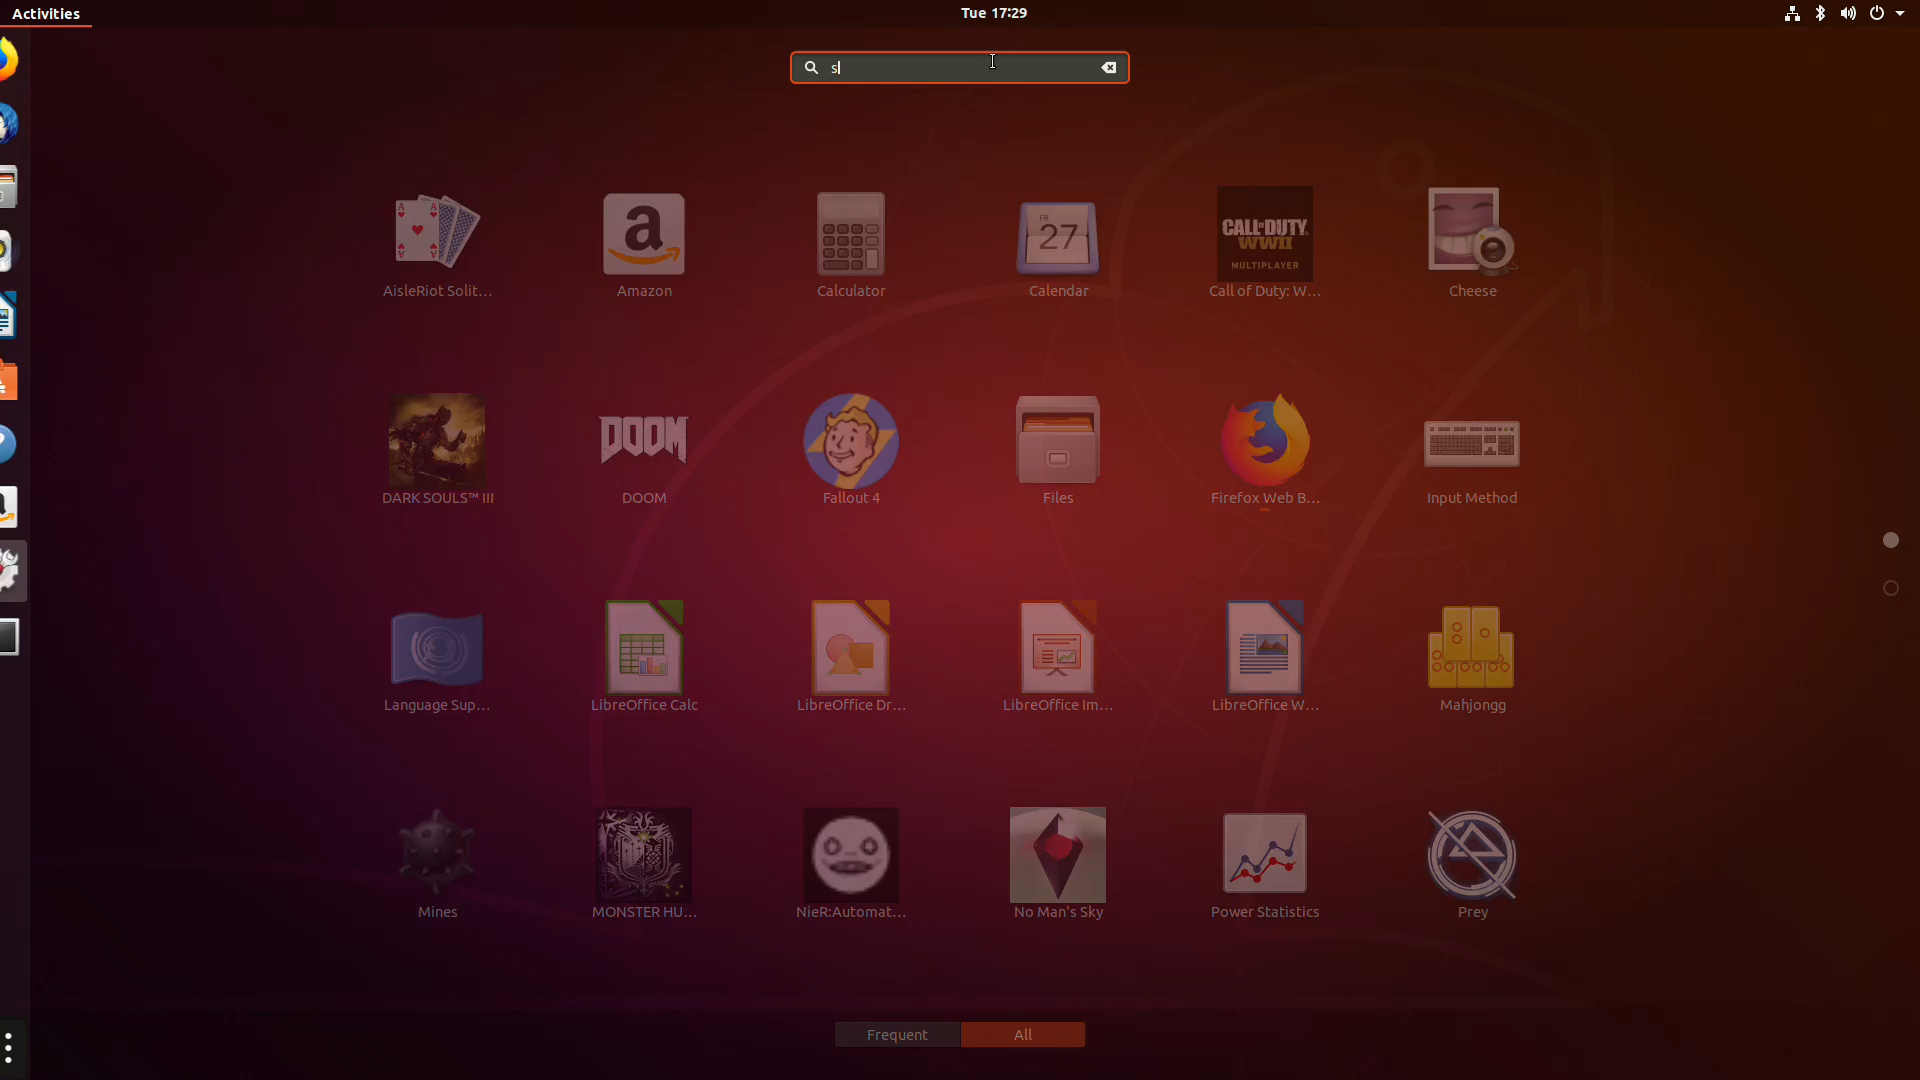 Activities
Tue 17:29
s
FR
27
CALL OF DUTY
WWII
MULTIPLAYER
AisleRiot Solit...
Amazon
Calculator
Calendar
Call of Duty: W...
Cheese
DOOM
DARK SOULS™ III
DOOM
Fallout 4
Files
Firefox Web B...
Input Method
Language Sup...
LibreOffice Calc
LibreOffice Dr...
LibreOffice Im...
LibreOffice W...
Mahjongg
Mines
MONSTER HU...
NieR:Automat...
No Man's Sky
Power Statistics
Prey
Frequent
All